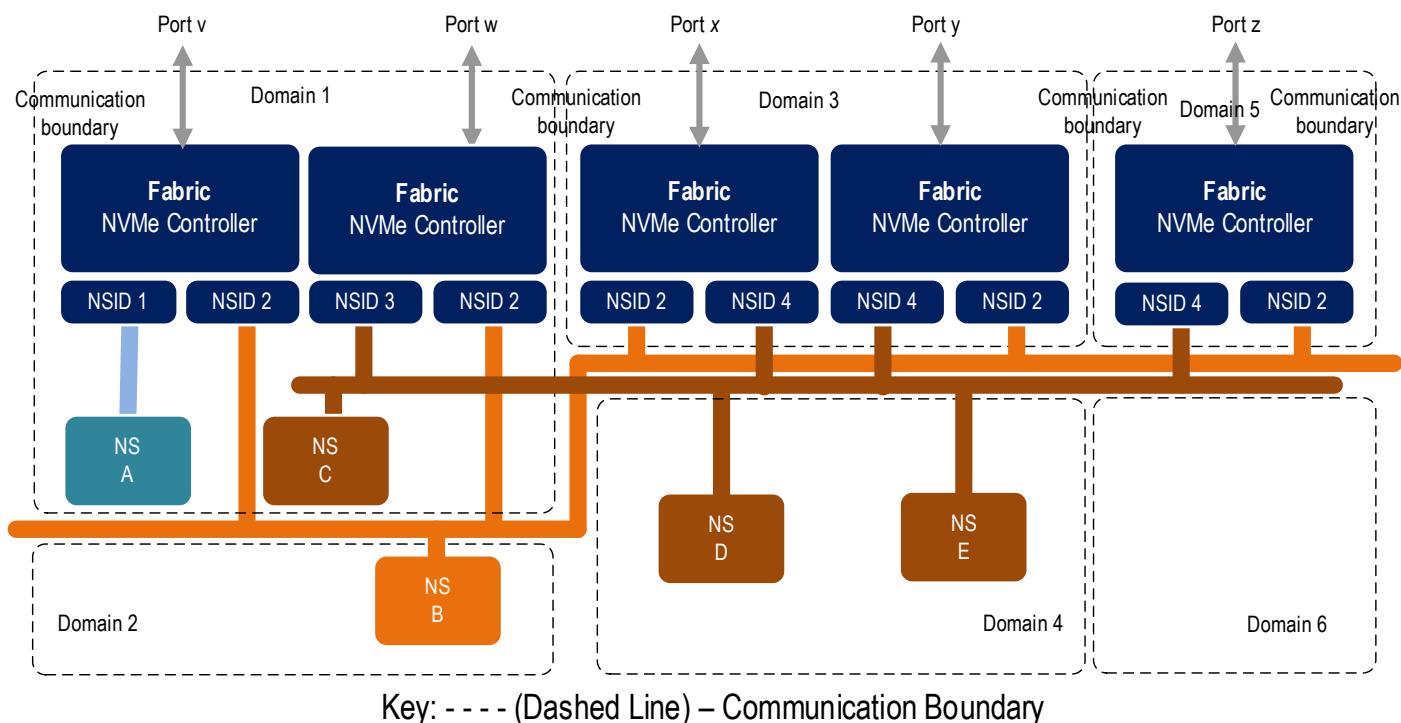 Port v
Port w
Port x
Port y
Port z
Communication
boundary
Domain 1
Communication
boundary
Domain 3
Communication
boundary
Domain 5
Communication
boundary
Fabric
NVMe Controller
Fabric
NVMe Controller
Fabric
NVMe Controller
Fabric
NVMe Controller
Fabric
NVMe Controller
NSID 1
NSID 2
NSID 3
NSID 2
NSID 2
NSID 4
NSID 4
NSID 2
NSID 4
NSID 2
NS
A
NS
C
NS
D
NS
E
NS
B
Domain 2
Domain 4
Domain 6
Key: - - - - (Dashed Line) – Communication Boundary